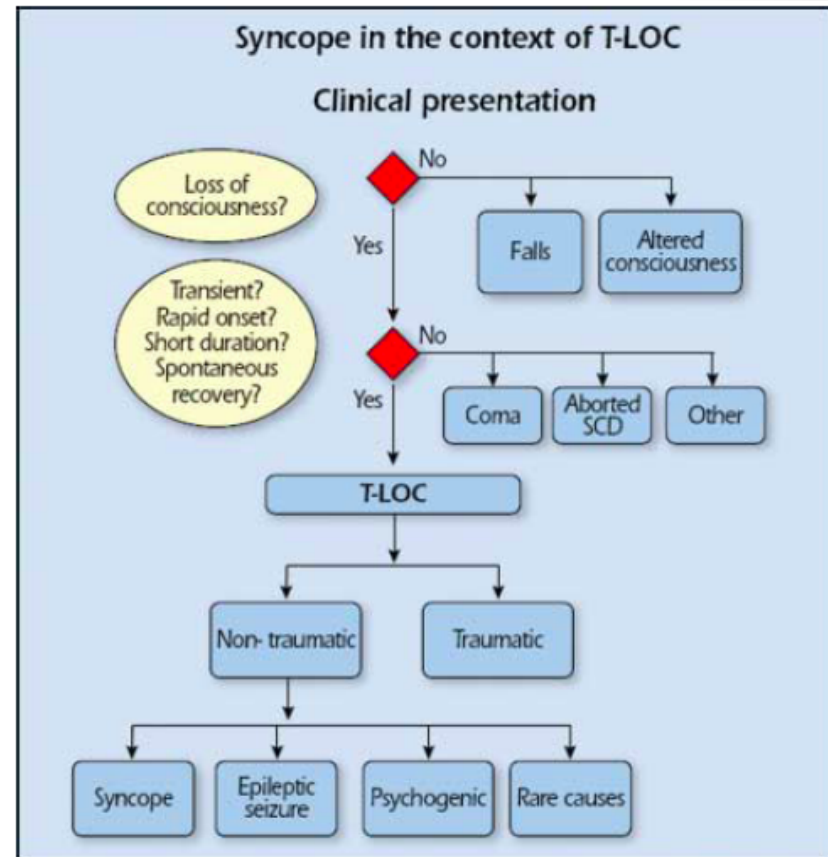 Syncope in the context of T-LOC
Clinical presentation
Loss of
consciousness?
No
Yes
Falls
Altered
consciousness
Transient?
Rapid onset?
Short duration?
Spontaneous
recovery?
No
Yes
Coma
Aborted
SCD
Other
T-LOC
Non- traumatic
Traumatic
Syncope
Epileptic
seizure
Psychogenic
Rare causes